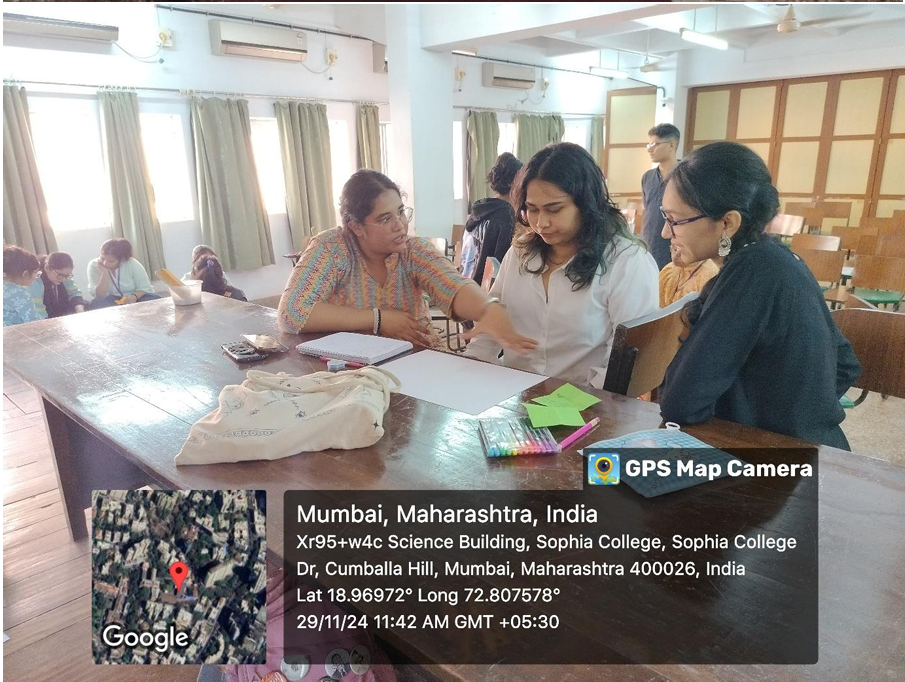 GPS Map Camera
Mumbai, Maharashtra, India
Xr95+w4c Science Building, Sophia College, Sophia College
Dr, Cumballa Hill, Mumbai, Maharashtra 400026, India
Lat 18.96972° Long 72.807578°
29/11/24 11:42 AM GMT +05:30
Google